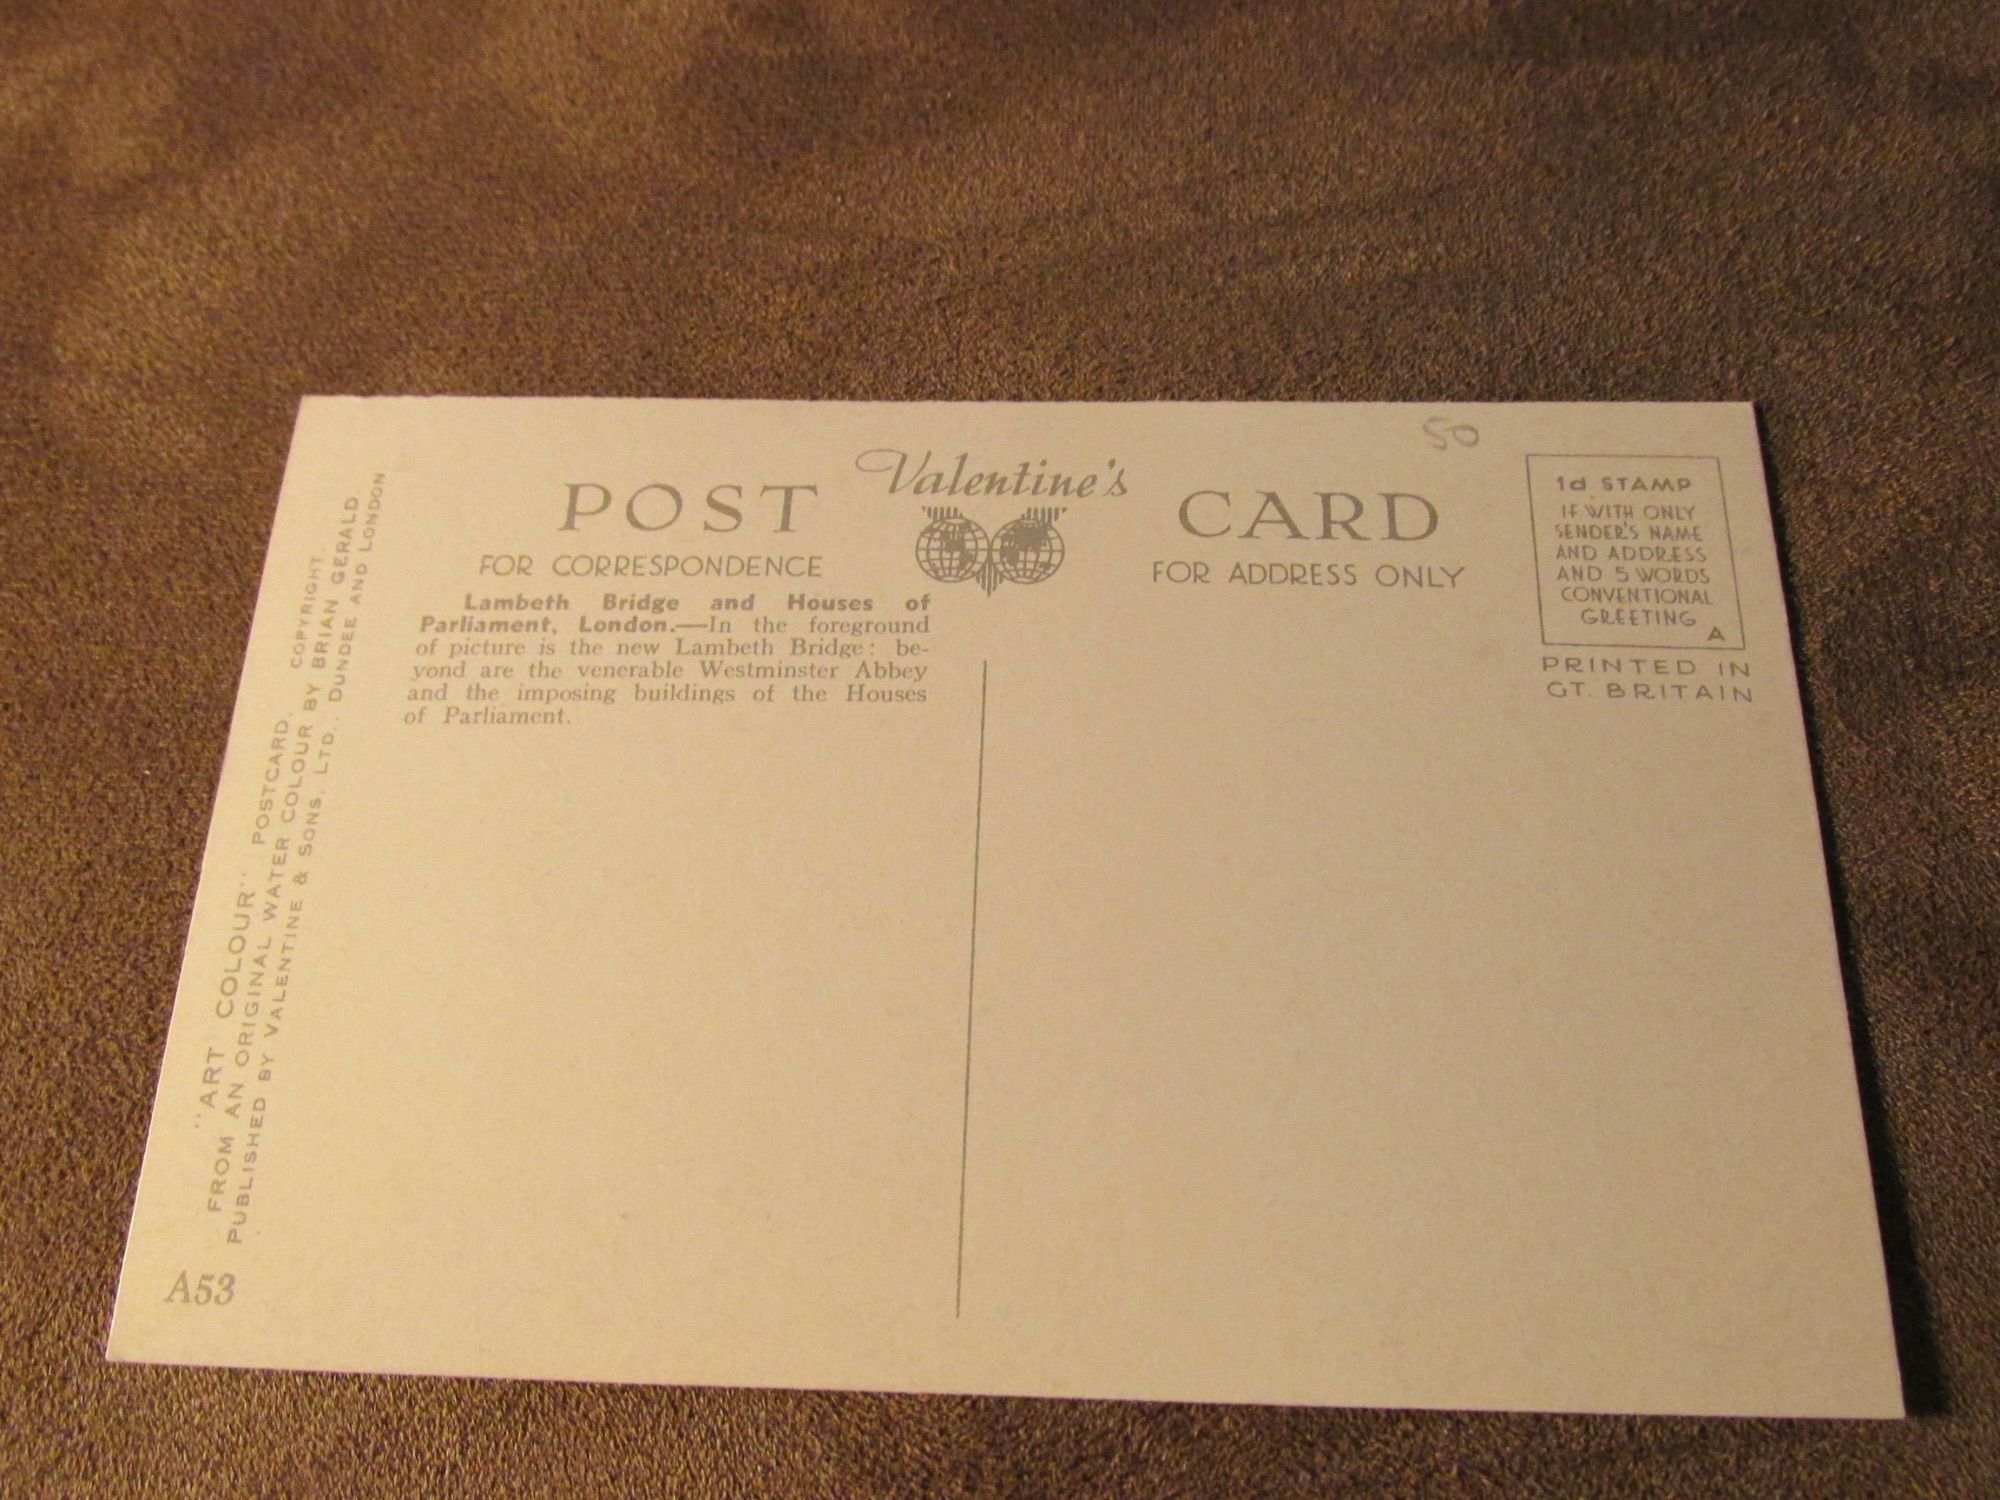 50
Valentine's
POST CARD
FOR CORRESPONDENCE
FOR ADDRESS ONLY
1d. STAMP
IF WITH ONLY
SENDER'S NAME
AND ADDRESS
AND 5 WORDS
CONVENTIONAL
GREETING
A
PRINTED IN
GT. BRITAIN
Lambeth Bridge and Houses of
Parliament, London.—In the foreground
of picture is the new Lambeth Bridge: be-
yond are the venerable Westminster Abbey
and the imposing buildings of the Houses
of Parliament.
"ART COLOUR" POSTCARD. COPYRIGHT.
FROM AN ORIGINAL WATER COLOUR BY BRIAN GERALD
PUBLISHED BY VALENTINE & SONS, LTD., DUNDEE AND LONDON
A53